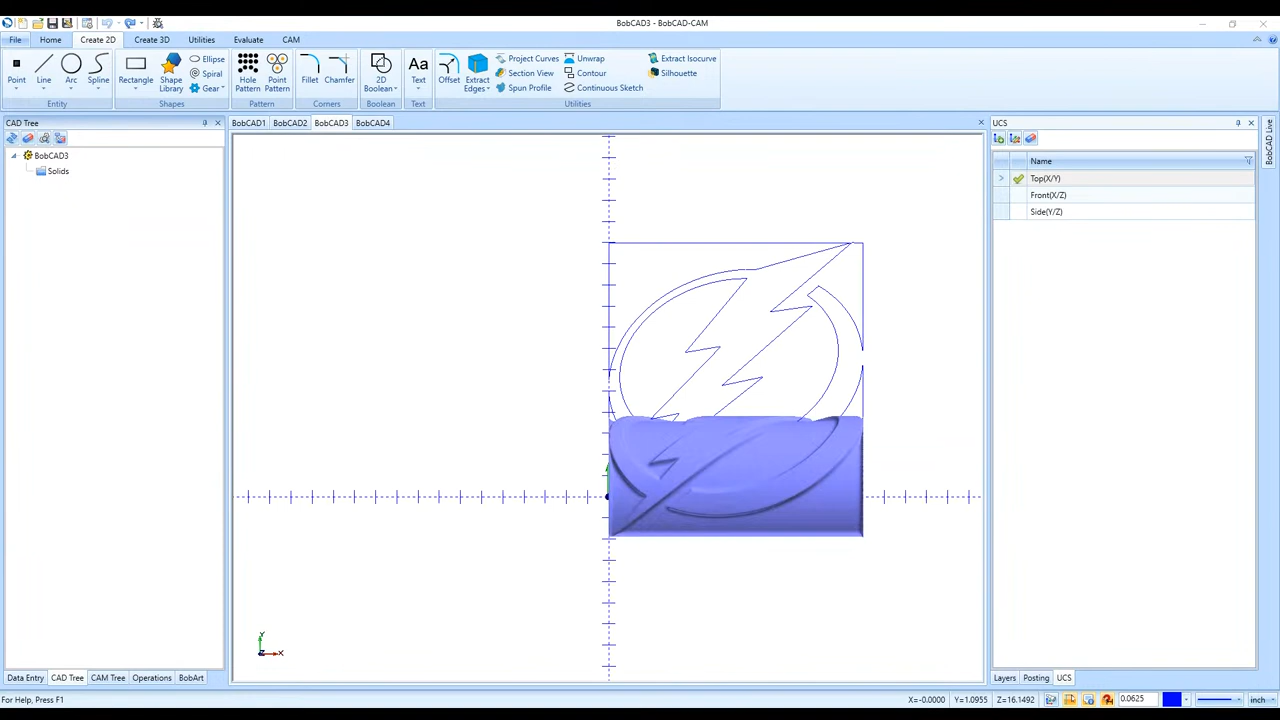 BobCAD3 - BobCAD-CAM
File Home Create 2D Create 3D Utilities Evaluate CAM
Point Line Arc Spline Rectangle Shape Library Ellipse Spiral Gear Hole Pattern Point Pattern Fillet Chamfer 2D Boolean Text Offset Extract Edges Project Curves Section View Spun Profile Unwrap Contour Continuous Sketch Extract Isocurve Silhouette
Entity Shapes Pattern Corners Boolean Text Utilities
CAD Tree
BobCAD1 BobCAD2 BobCAD3 BobCAD4
UCS
BobCAD Live
BobCAD3
Solids
Name
Top(X/Y)
Front(X/Z)
Side(Y/Z)
Y
Z
X
Data Entry CAD Tree CAM Tree Operations BobArt
Layers Posting UCS
For Help, Press F1
X=-0.0000 Y=1.0955 Z=16.1492 0.0625 inch